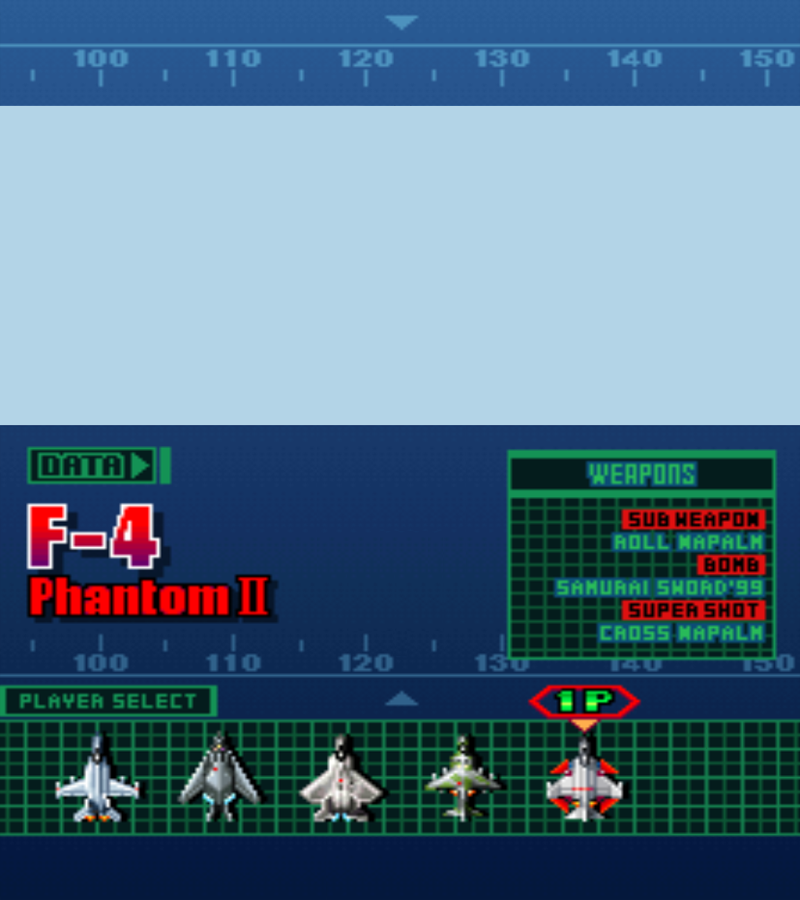 100 110 120 130 140 150
DATA
F-4
Phantom II
WEAPONS
SUB WEAPON
ROLL NAPALM
BOMB
SAMURAI SWORD'99
SUPER SHOT
CROSS NAPALM
100 110 120 130 140 150
PLAYER SELECT
1P